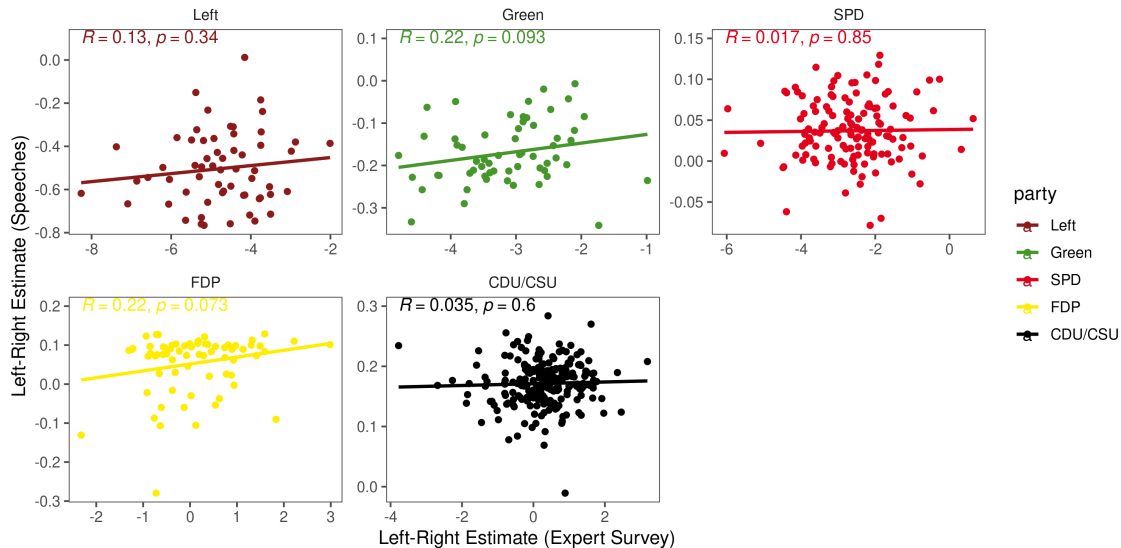 Left
Green
SPD
R = 0.13, p = 0.34
R = 0.22, p = 0.093
R = 0.017, p = 0.85
0.0
-0.2
-0.4
-0.6
-0.8
0.1
0.0
-0.1
-0.2
-0.3
0.15
0.10
0.05
0.00
-0.05
-8 -6 -4 -2
-4 -3 -2 -1
-6 -4 -2 0
FDP
CDU/CSU
R = 0.22, p = 0.073
R = 0.035, p = 0.6
0.2
0.1
0.0
-0.1
-0.2
-0.3
0.3
0.2
0.1
0.0
-2 -1 0 1 2 3
-4 -2 0 2
Left-Right Estimate (Speeches)
Left-Right Estimate (Expert Survey)
party
a Left
a Green
a SPD
a FDP
a CDU/CSU